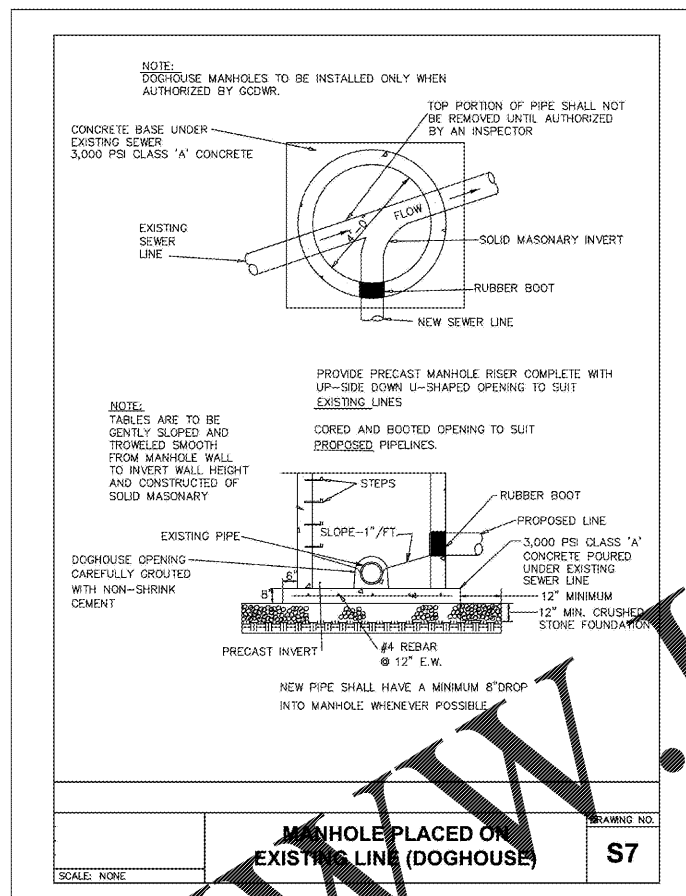 NOTE:
DOGHOUSE MANHOLES TO BE INSTALLED ONLY WHEN
AUTHORIZED BY GCDWR.
TOP PORTION OF PIPE SHALL NOT
BE REMOVED UNTIL AUTHORIZED
BY AN INSPECTOR
CONCRETE BASE UNDER
EXISTING SEWER
3,000 PSI CLASS 'A' CONCRETE
FLOW
4'-0"
EXISTING
SEWER
LINE
SOLID MASONARY INVERT
RUBBER BOOT
NEW SEWER LINE
PROVIDE PRECAST MANHOLE RISER COMPLETE WITH
UP-SIDE DOWN U-SHAPED OPENING TO SUIT
EXISTING LINES
CORED AND BOOTED OPENING TO SUIT
PROPOSED PIPELINES.
NOTE:
TABLES ARE TO BE
GENTLY SLOPED AND
TROWELED SMOOTH
FROM MANHOLE WALL
TO INVERT WALL HEIGHT
AND CONSTRUCTED OF
SOLID MASONARY
STEPS
RUBBER BOOT
PROPOSED LINE
EXISTING PIPE
SLOPE-1"/FT.
3,000 PSI CLASS 'A'
CONCRETE POURED
UNDER EXISTING
SEWER LINE
DOGHOUSE OPENING
CAREFULLY GROUTED
WITH NON-SHRINK
CEMENT
6"
8"
12" MINIMUM
12" MIN. CRUSHED
STONE FOUNDATION
PRECAST INVERT
#4 REBAR
@ 12" E.W.
NEW PIPE SHALL HAVE A MINIMUM 8"DROP
INTO MANHOLE WHENEVER POSSIBLE
MANHOLE PLACED ON
EXISTING LINE (DOGHOUSE)
DRAWING NO.
S7
SCALE: NONE
WW.